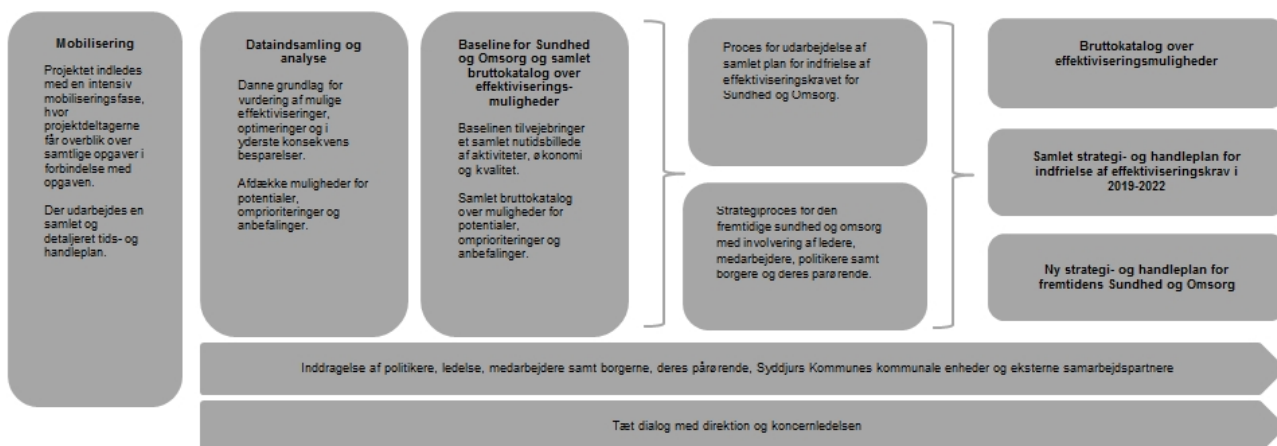 Mobilisering
Projektet indledes
med en intensiv
mobiliseringsfase,
hvor
projektdeltagerne
får overblik over
samtlige opgaver i
forbindelse med
opgaven.
Der udarbejdes en
samlet og
detaljeret tids- og
handleplan.
Dataindsamling og
analyse
Danne grundlag for
vurdering af mulige
effektiviseringer,
optimeringer og i
yderste konsekvens
besparelser.
Afdække muligheder for
potentialer,
omprioriteringer og
anbefalinger.
Baseline for Sundhed
og Omsorg og samlet
bruttokatalog over
effektiviserings-
muligheder
Baselinen tilvejebringer
et samlet nutidsbillede
af aktiviteter, økonomi
og kvalitet.
Samlet bruttokatalog
over muligheder for
potentialer,
omprioriteringer og
anbefalinger.
Proces for udarbejdelse af
samlet plan for indfrielse af
effektiviseringskravet for
Sundhed og Omsorg.
Strategiproces for den
fremtidige sundhed og omsorg
med involvering af ledere,
medarbejdere, politikere samt
borgere og deres pårørende.
Bruttokatalog over
effektiviseringsmuligheder
Samlet strategi- og handleplan for
indfrielse af effektiviseringskrav i
2019-2022
Ny strategi- og handleplan for
fremtidens Sundhed og Omsorg
Inddragelse af politikere, ledelse, medarbejdere samt borgerne, deres pårørende, Syddjurs Kommunes kommunale enheder og eksterne samarbejdspartnere
Tæt dialog med direktion og koncernledelsen